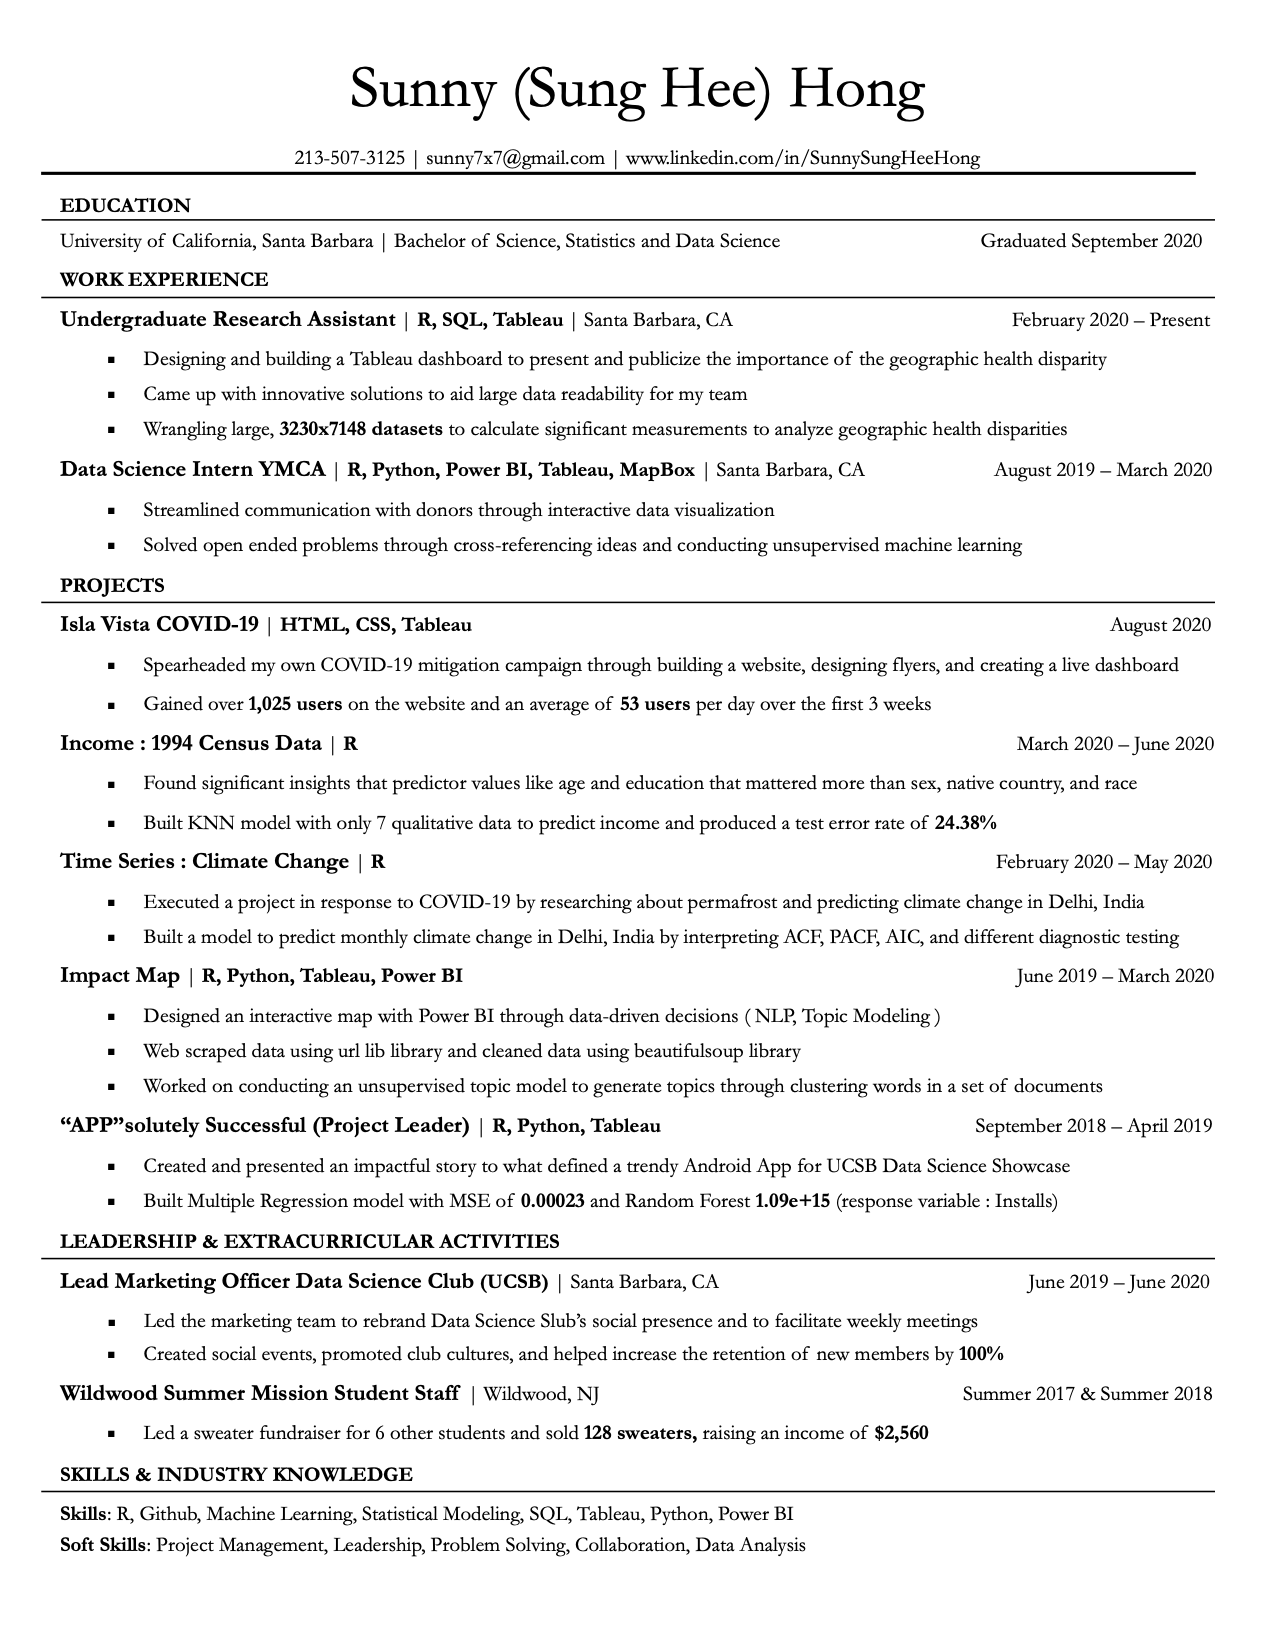 Sunny (Sung Hee) Hong
213-507-3125 | sunny7x7@gmail.com | www.linkedin.com/in/SunnySungHeeHong
EDUCATION
University of California, Santa Barbara | Bachelor of Science, Statistics and Data Science Graduated September 2020
WORK EXPERIENCE
Undergraduate Research Assistant | R, SQL, Tableau | Santa Barbara, CA February 2020 – Present
▪ Designing and building a Tableau dashboard to present and publicize the importance of the geographic health disparity
▪ Came up with innovative solutions to aid large data readability for my team
▪ Wrangling large, 3230x7148 datasets to calculate significant measurements to analyze geographic health disparities
Data Science Intern YMCA | R, Python, Power BI, Tableau, MapBox | Santa Barbara, CA August 2019 – March 2020
▪ Streamlined communication with donors through interactive data visualization
▪ Solved open ended problems through cross-referencing ideas and conducting unsupervised machine learning
PROJECTS
Isla Vista COVID-19 | HTML, CSS, Tableau August 2020
▪ Spearheaded my own COVID-19 mitigation campaign through building a website, designing flyers, and creating a live dashboard
▪ Gained over 1,025 users on the website and an average of 53 users per day over the first 3 weeks
Income : 1994 Census Data | R March 2020 – June 2020
▪ Found significant insights that predictor values like age and education that mattered more than sex, native country, and race
▪ Built KNN model with only 7 qualitative data to predict income and produced a test error rate of 24.38%
Time Series : Climate Change | R February 2020 – May 2020
▪ Executed a project in response to COVID-19 by researching about permafrost and predicting climate change in Delhi, India
▪ Built a model to predict monthly climate change in Delhi, India by interpreting ACF, PACF, AIC, and different diagnostic testing
Impact Map | R, Python, Tableau, Power BI June 2019 – March 2020
▪ Designed an interactive map with Power BI through data-driven decisions ( NLP, Topic Modeling )
▪ Web scraped data using url lib library and cleaned data using beautifulsoup library
▪ Worked on conducting an unsupervised topic model to generate topics through clustering words in a set of documents
“APP”solutely Successful (Project Leader) | R, Python, Tableau September 2018 – April 2019
▪ Created and presented an impactful story to what defined a trendy Android App for UCSB Data Science Showcase
▪ Built Multiple Regression model with MSE of 0.00023 and Random Forest 1.09e+15 (response variable : Installs)
LEADERSHIP & EXTRACURRICULAR ACTIVITIES
Lead Marketing Officer Data Science Club (UCSB) | Santa Barbara, CA June 2019 – June 2020
▪ Led the marketing team to rebrand Data Science Slub’s social presence and to facilitate weekly meetings
▪ Created social events, promoted club cultures, and helped increase the retention of new members by 100%
Wildwood Summer Mission Student Staff | Wildwood, NJ Summer 2017 & Summer 2018
▪ Led a sweater fundraiser for 6 other students and sold 128 sweaters, raising an income of $2,560
SKILLS & INDUSTRY KNOWLEDGE
Skills: R, Github, Machine Learning, Statistical Modeling, SQL, Tableau, Python, Power BI
Soft Skills: Project Management, Leadership, Problem Solving, Collaboration, Data Analysis